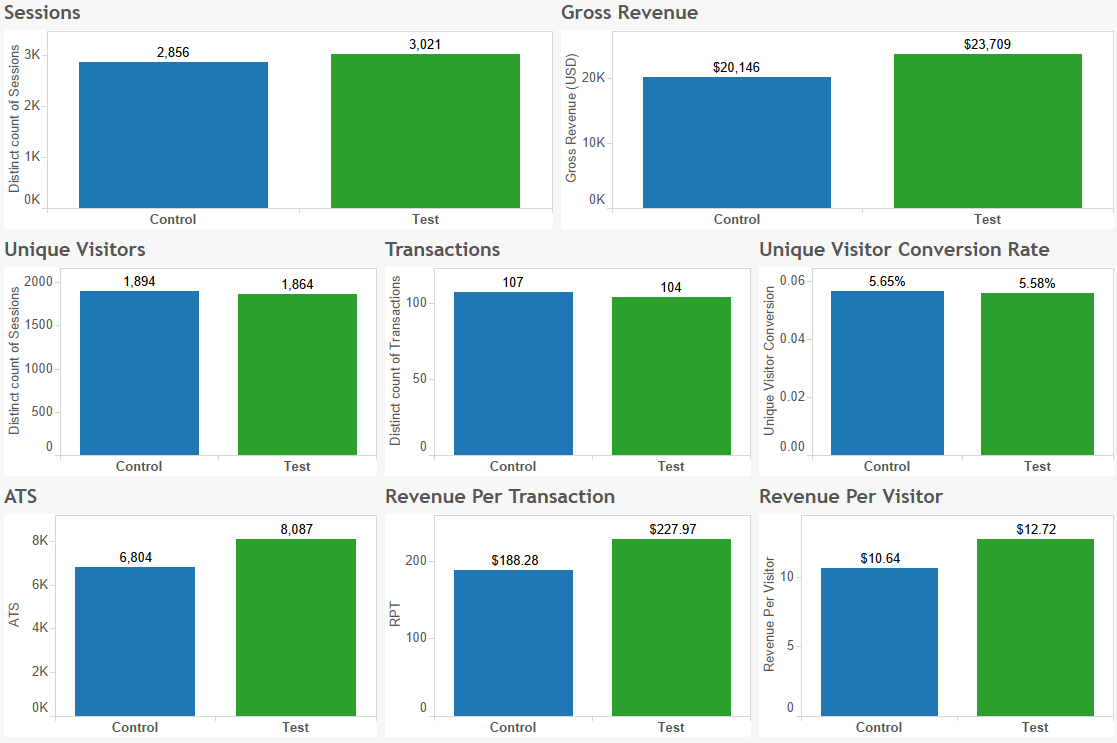 Sessions
Distinct count of Sessions
3K
2K
1K
0K
2,856
3,021
Control
Test
Gross Revenue
Gross Revenue (USD)
20K
10K
0K
$20,146
$23,709
Control
Test
Unique Visitors
Distinct count of Sessions
2000
1500
1000
500
0
1,894
1,864
Control
Test
Transactions
Distinct count of Transactions
100
50
0
107
104
Control
Test
Unique Visitor Conversion Rate
Unique Visitor Conversion
0.06
0.04
0.02
0.00
5.65%
5.58%
Control
Test
ATS
ATS
8K
6K
4K
2K
0K
6,804
8,087
Control
Test
Revenue Per Transaction
RPT
200
100
0
$188.28
$227.97
Control
Test
Revenue Per Visitor
Revenue Per Visitor
10
5
0
$10.64
$12.72
Control
Test